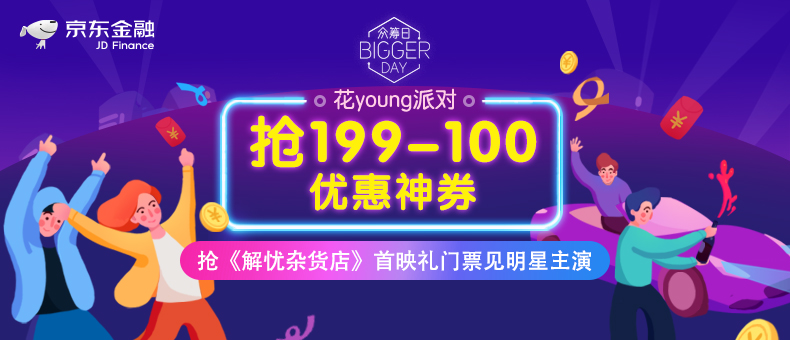 京东金融
JD Finance
众筹日
BIGGER
DAY
花young派对
抢199-100
优惠神券
抢《解忧杂货店》首映礼门票见明星主演
¥
¥
¥